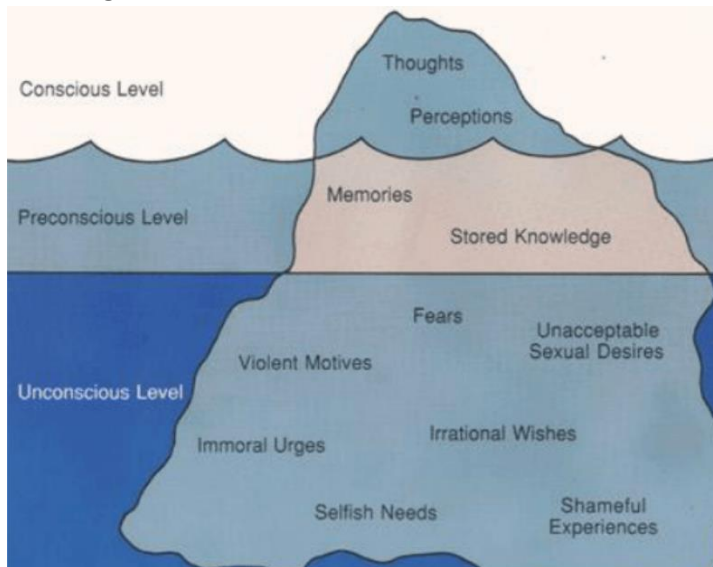 Thoughts
Conscious Level
Perceptions
Memories
Preconscious Level
Stored Knowledge
Fears
Unacceptable
Sexual Desires
Violent Motives
Unconscious Level
Irrational Wishes
Immoral Urges
Selfish Needs
Shameful
Experiences